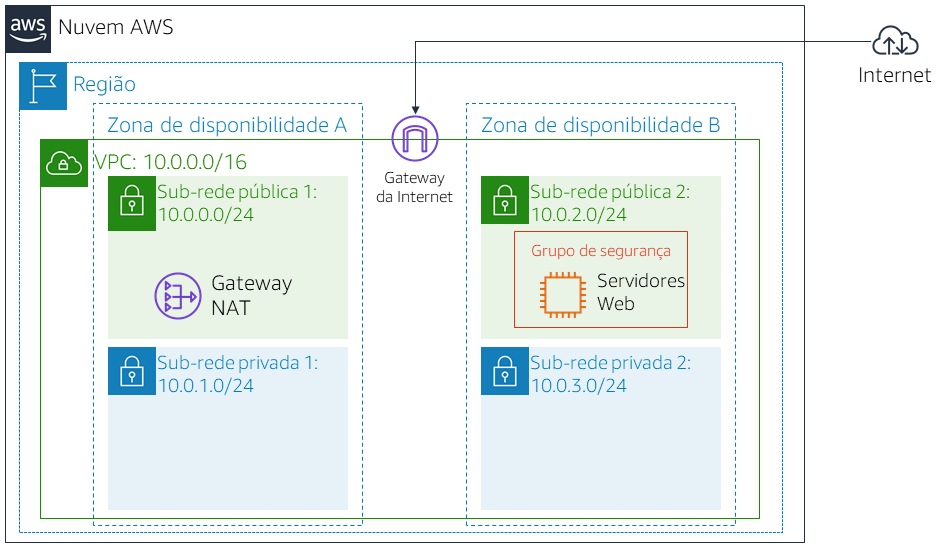 aws
Nuvem AWS
Internet
Região
Zona de disponibilidade A
Zona de disponibilidade B
VPC: 10.0.0.0/16
Gateway
da Internet
Sub-rede pública 1:
10.0.0.0/24
Sub-rede pública 2:
10.0.2.0/24
Grupo de segurança
Gateway
NAT
Servidores
Web
Sub-rede privada 1:
10.0.1.0/24
Sub-rede privada 2:
10.0.3.0/24